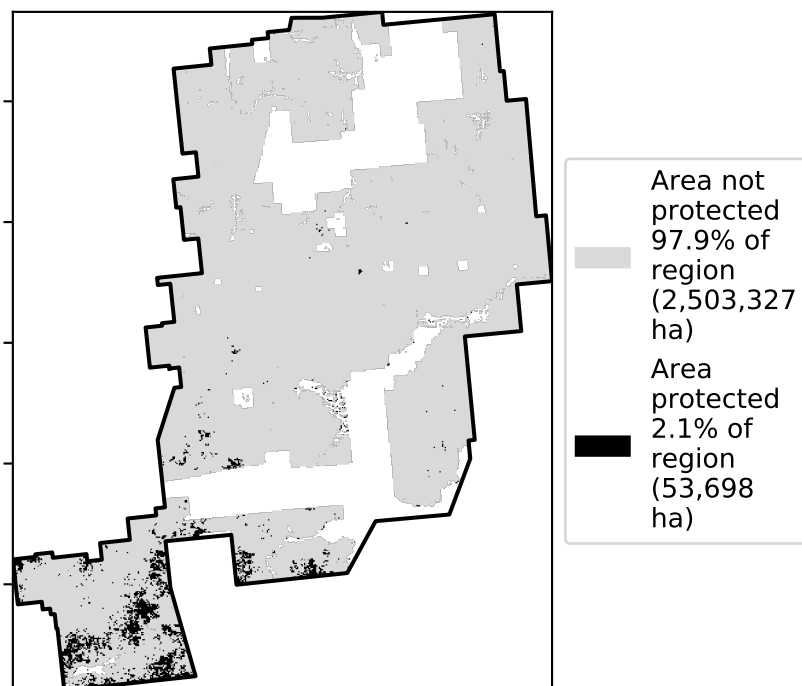 Area not
protected
97.9% of
region
(2,503,327
ha)
Area
protected
2.1% of
region
(53,698
ha)